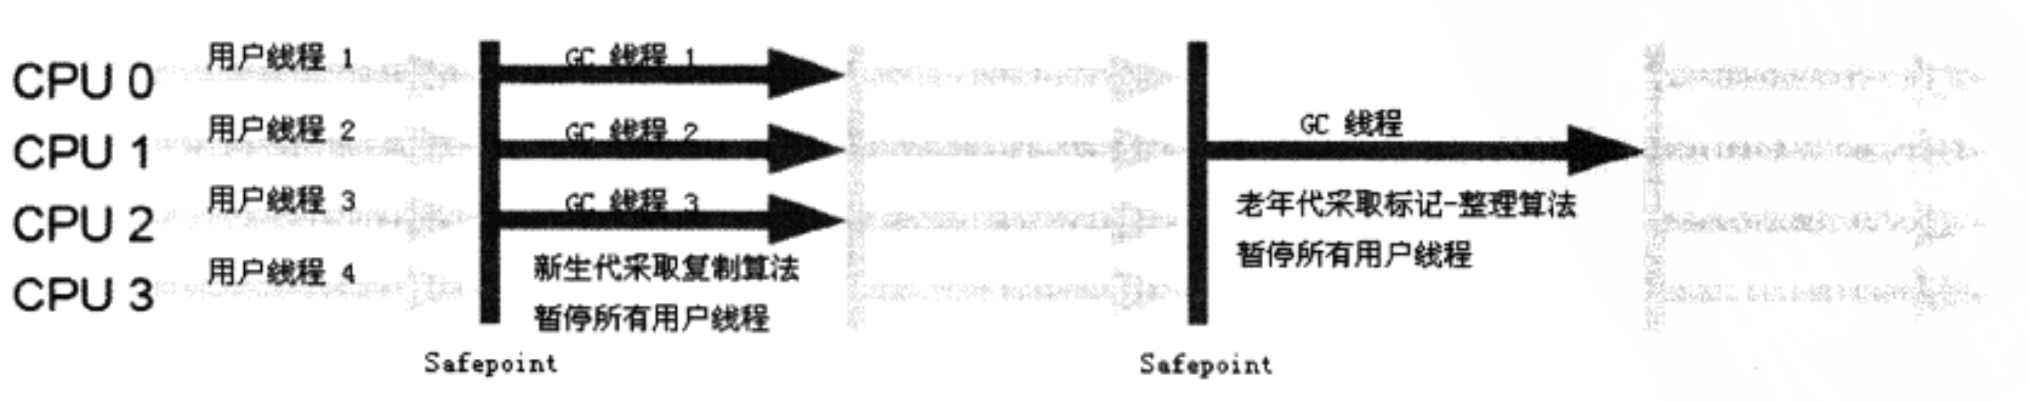 CPU 0
用户线程 1
GC 线程 1
CPU 1
用户线程 2
GC 线程 2
GC 线程
CPU 2
用户线程 3
GC 线程 3
老年代采取标记-整理算法
CPU 3
用户线程 4
新生代采取复制算法
暂停所有用户线程
暂停所有用户线程
Safepoint
Safepoint